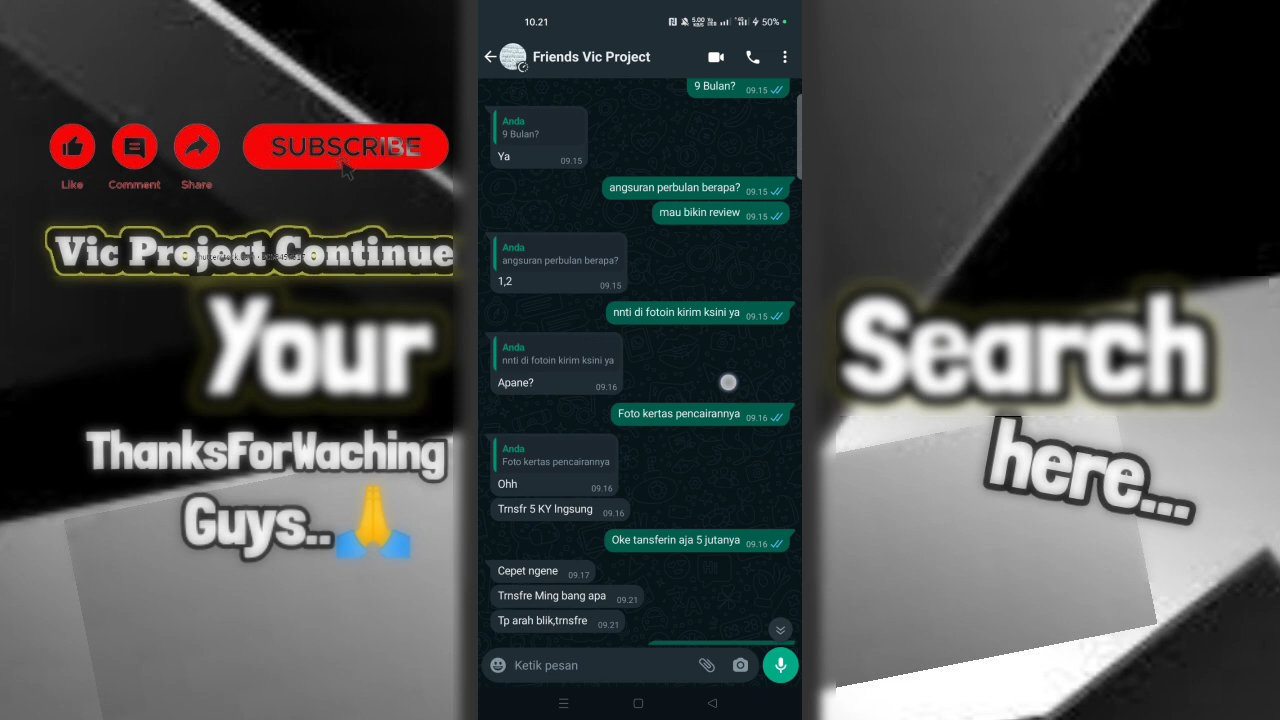 10.21
5.00
50%
Friends Vic Project
9 Bulan?
09.15
Anda
9 Bulan?
Ya
09.15
angsuran perbulan berapa?
09.15
mau bikin review
09.15
Anda
angsuran perbulan berapa?
1,2
09.15
nnti di fotoin kirim ksini ya
09.15
Anda
nnti di fotoin kirim ksini ya
Apane?
09.16
Foto kertas pencairannya
09.16
Anda
Foto kertas pencairannya
Ohh
09.16
Trnsfr 5 KY lngsung
09.16
Oke tansferin aja 5 jutanya
09.16
Cepet ngene
09.17
Trnsfre Ming bang apa
09.21
Tp arah blik,trnsfre
09.21
Ketik pesan
Like
Comment
Share
SUBSCRIBE
Vic Project Continue
Your
ThanksForWaching
Guys..🙏
Search
here...